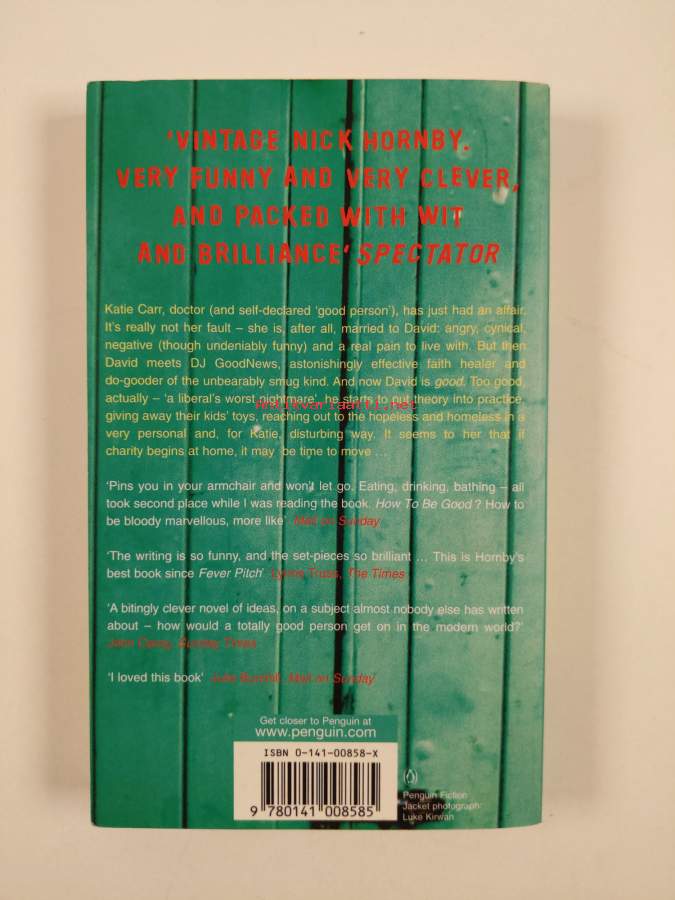 'VINTAGE NICK HORNBY.
VERY FUNNY AND VERY CLEVER,
AND PACKED WITH WIT
AND BRILLIANCE' SPECTATOR
Katie Carr, doctor (and self-declared 'good person'), has just had an affair.
It's really not her fault – she is, after all, married to David: angry, cynical,
negative (though undeniably funny) and a real pain to live with. But then
David meets DJ GoodNews, astonishingly effective faith healer and
do-gooder of the unbearably smug kind. And now David is good. Too good,
actually – 'a liberal's worst nightmare', he starts to put theory into practice,
antikvariaatti.net
giving away their kids' toys, reaching out to the hopeless and homeless in a
very personal and, for Katie, disturbing way. It seems to her that if
charity begins at home, it may be time to move ...
'Pins you in your armchair and won't let go. Eating, drinking, bathing – all
took second place while I was reading the book. How To Be Good? How to
be bloody marvellous, more like' Mail on Sunday
'The writing is so funny, and the set-pieces so brilliant ... This is Hornby's
best book since Fever Pitch' Lynne Truss, The Times
'A bitingly clever novel of ideas, on a subject almost nobody else has written
about – how would a totally good person get on in the modern world?'
John Carey, Sunday Times
'I loved this book' Julie Burchill, Mail on Sunday
Get closer to Penguin at
www.penguin.com
ISBN 0-141-00858-X
9 780141 008585
Penguin Fiction
Jacket photograph:
Luke Kirwan